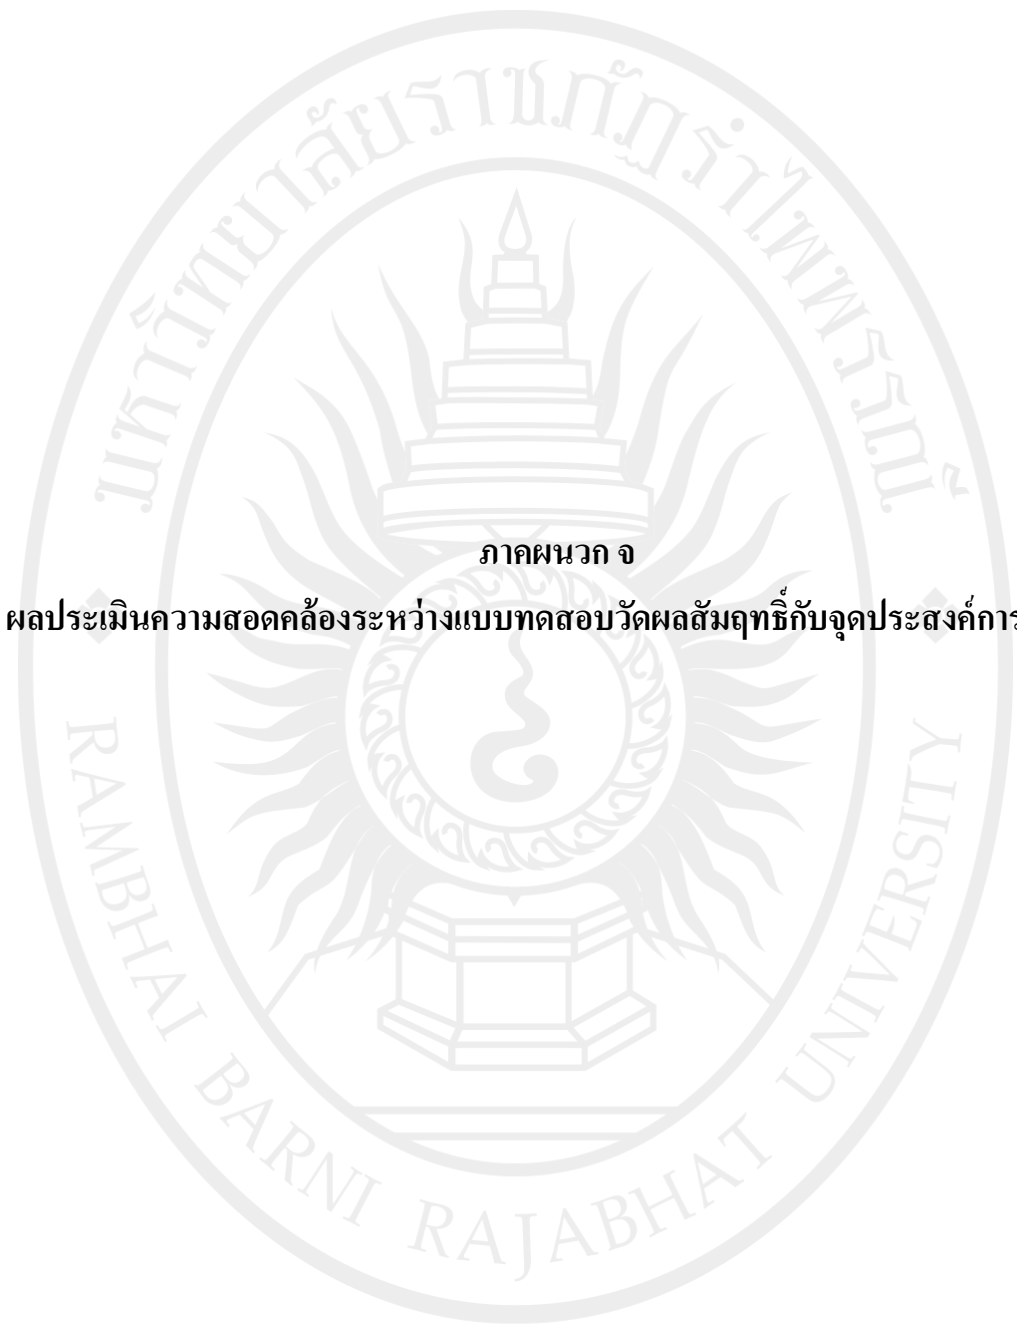 มหาวิทยาลัยราชภัฏรำไพพรรณี
ภาคผนวก จ
ผลประเมินความสอดคล้องระหว่างแบบทดสอบวัดผลสัมฤทธิ์กับจุดประสงค์การ
RAMBHAI BARNI RAJABHAT UNIVERSITY